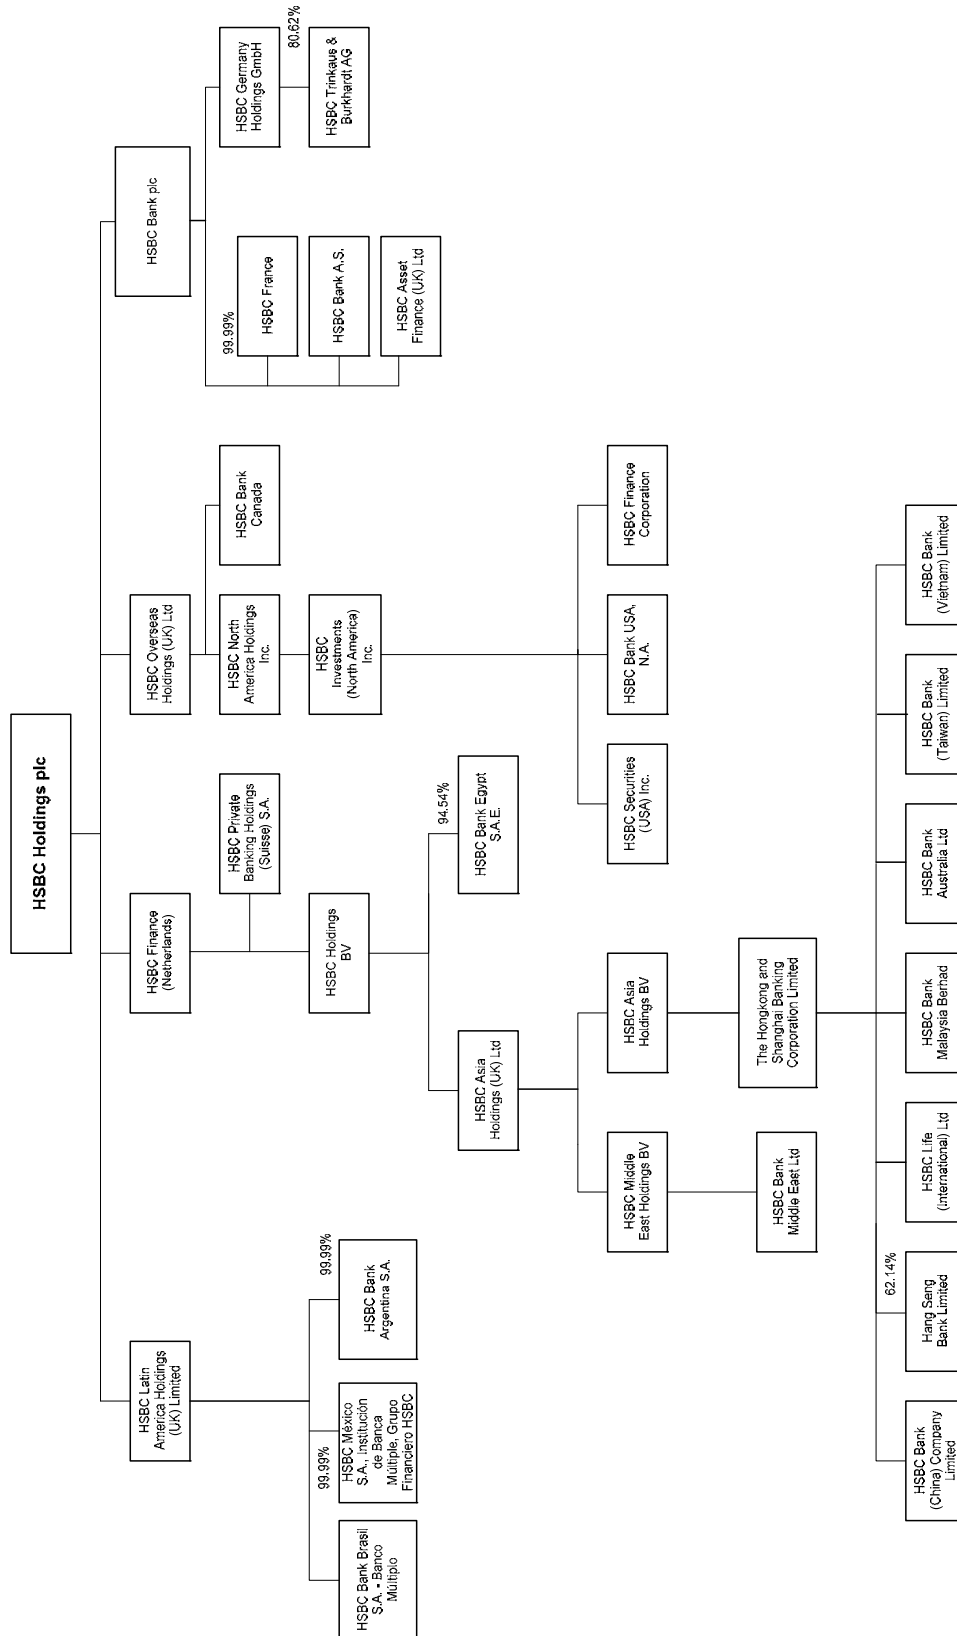 HSBC Holdings plc
HSBC Latin
America Holdings
(UK) Limited
HSBC Finance
(Netherlands)
HSBC Overseas
Holdings (UK) Ltd
HSBC Bank plc
HSBC Private
Banking Holdings
(Suisse) S.A.
HSBC North
America Holdings
Inc.
HSBC Bank
Canada
99.99%
HSBC France
HSBC Germany
Holdings GmbH
80.62%
99.99%
99.99%
HSBC Bank Brasil
S.A. - Banco
Múltiplo
HSBC México
S.A., Institución
de Banca
Múltiple, Grupo
Financiero HSBC
HSBC Bank
Argentina S.A.
HSBC Holdings
BV
HSBC
Investments
(North America)
Inc.
HSBC Bank A.S.
HSBC Trinkaus &
Burkhardt AG
HSBC Asset
Finance (UK) Ltd
94.54%
HSBC Asia
Holdings (UK) Ltd
HSBC Bank Egypt
S.A.E.
HSBC Middle
East Holdings BV
HSBC Asia
Holdings BV
HSBC Securities
(USA) Inc.
HSBC Bank USA,
N.A.
HSBC Finance
Corporation
HSBC Bank
Middle East Ltd
The Hongkong and
Shanghai Banking
Corporation Limited
62.14%
HSBC Bank
(China) Company
Limited
Hang Seng
Bank Limited
HSBC Life
(International) Ltd
HSBC Bank
Malaysia Berhad
HSBC Bank
Australia Ltd
HSBC Bank
(Taiwan) Limited
HSBC Bank
(Vietnam) Limited